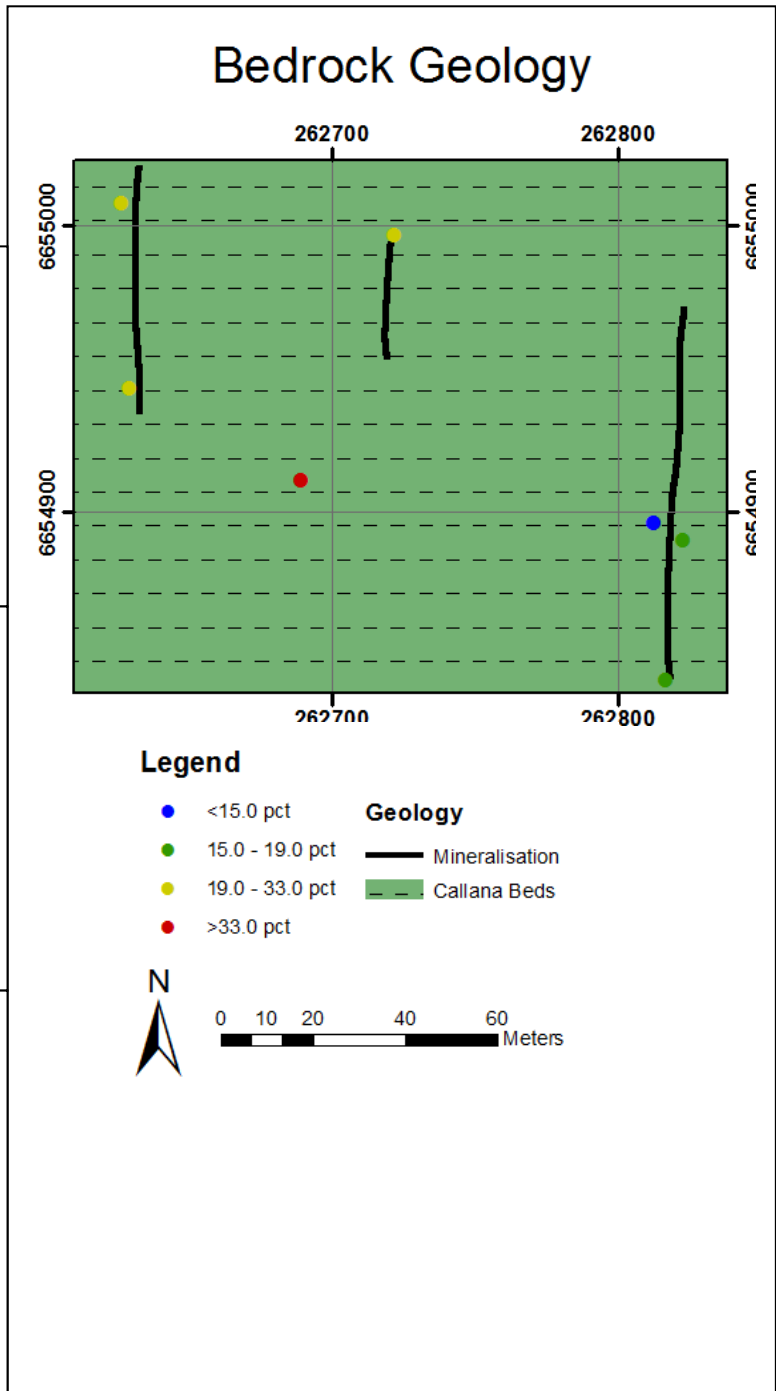 Bedrock Geology
262700 262800
6655000 6655000
6654900 6654900
262700 262800
Legend
<15.0 pct
15.0 - 19.0 pct
19.0 - 33.0 pct
>33.0 pct
Geology
Mineralisation
Callana Beds
N
0 10 20 40 60
Meters